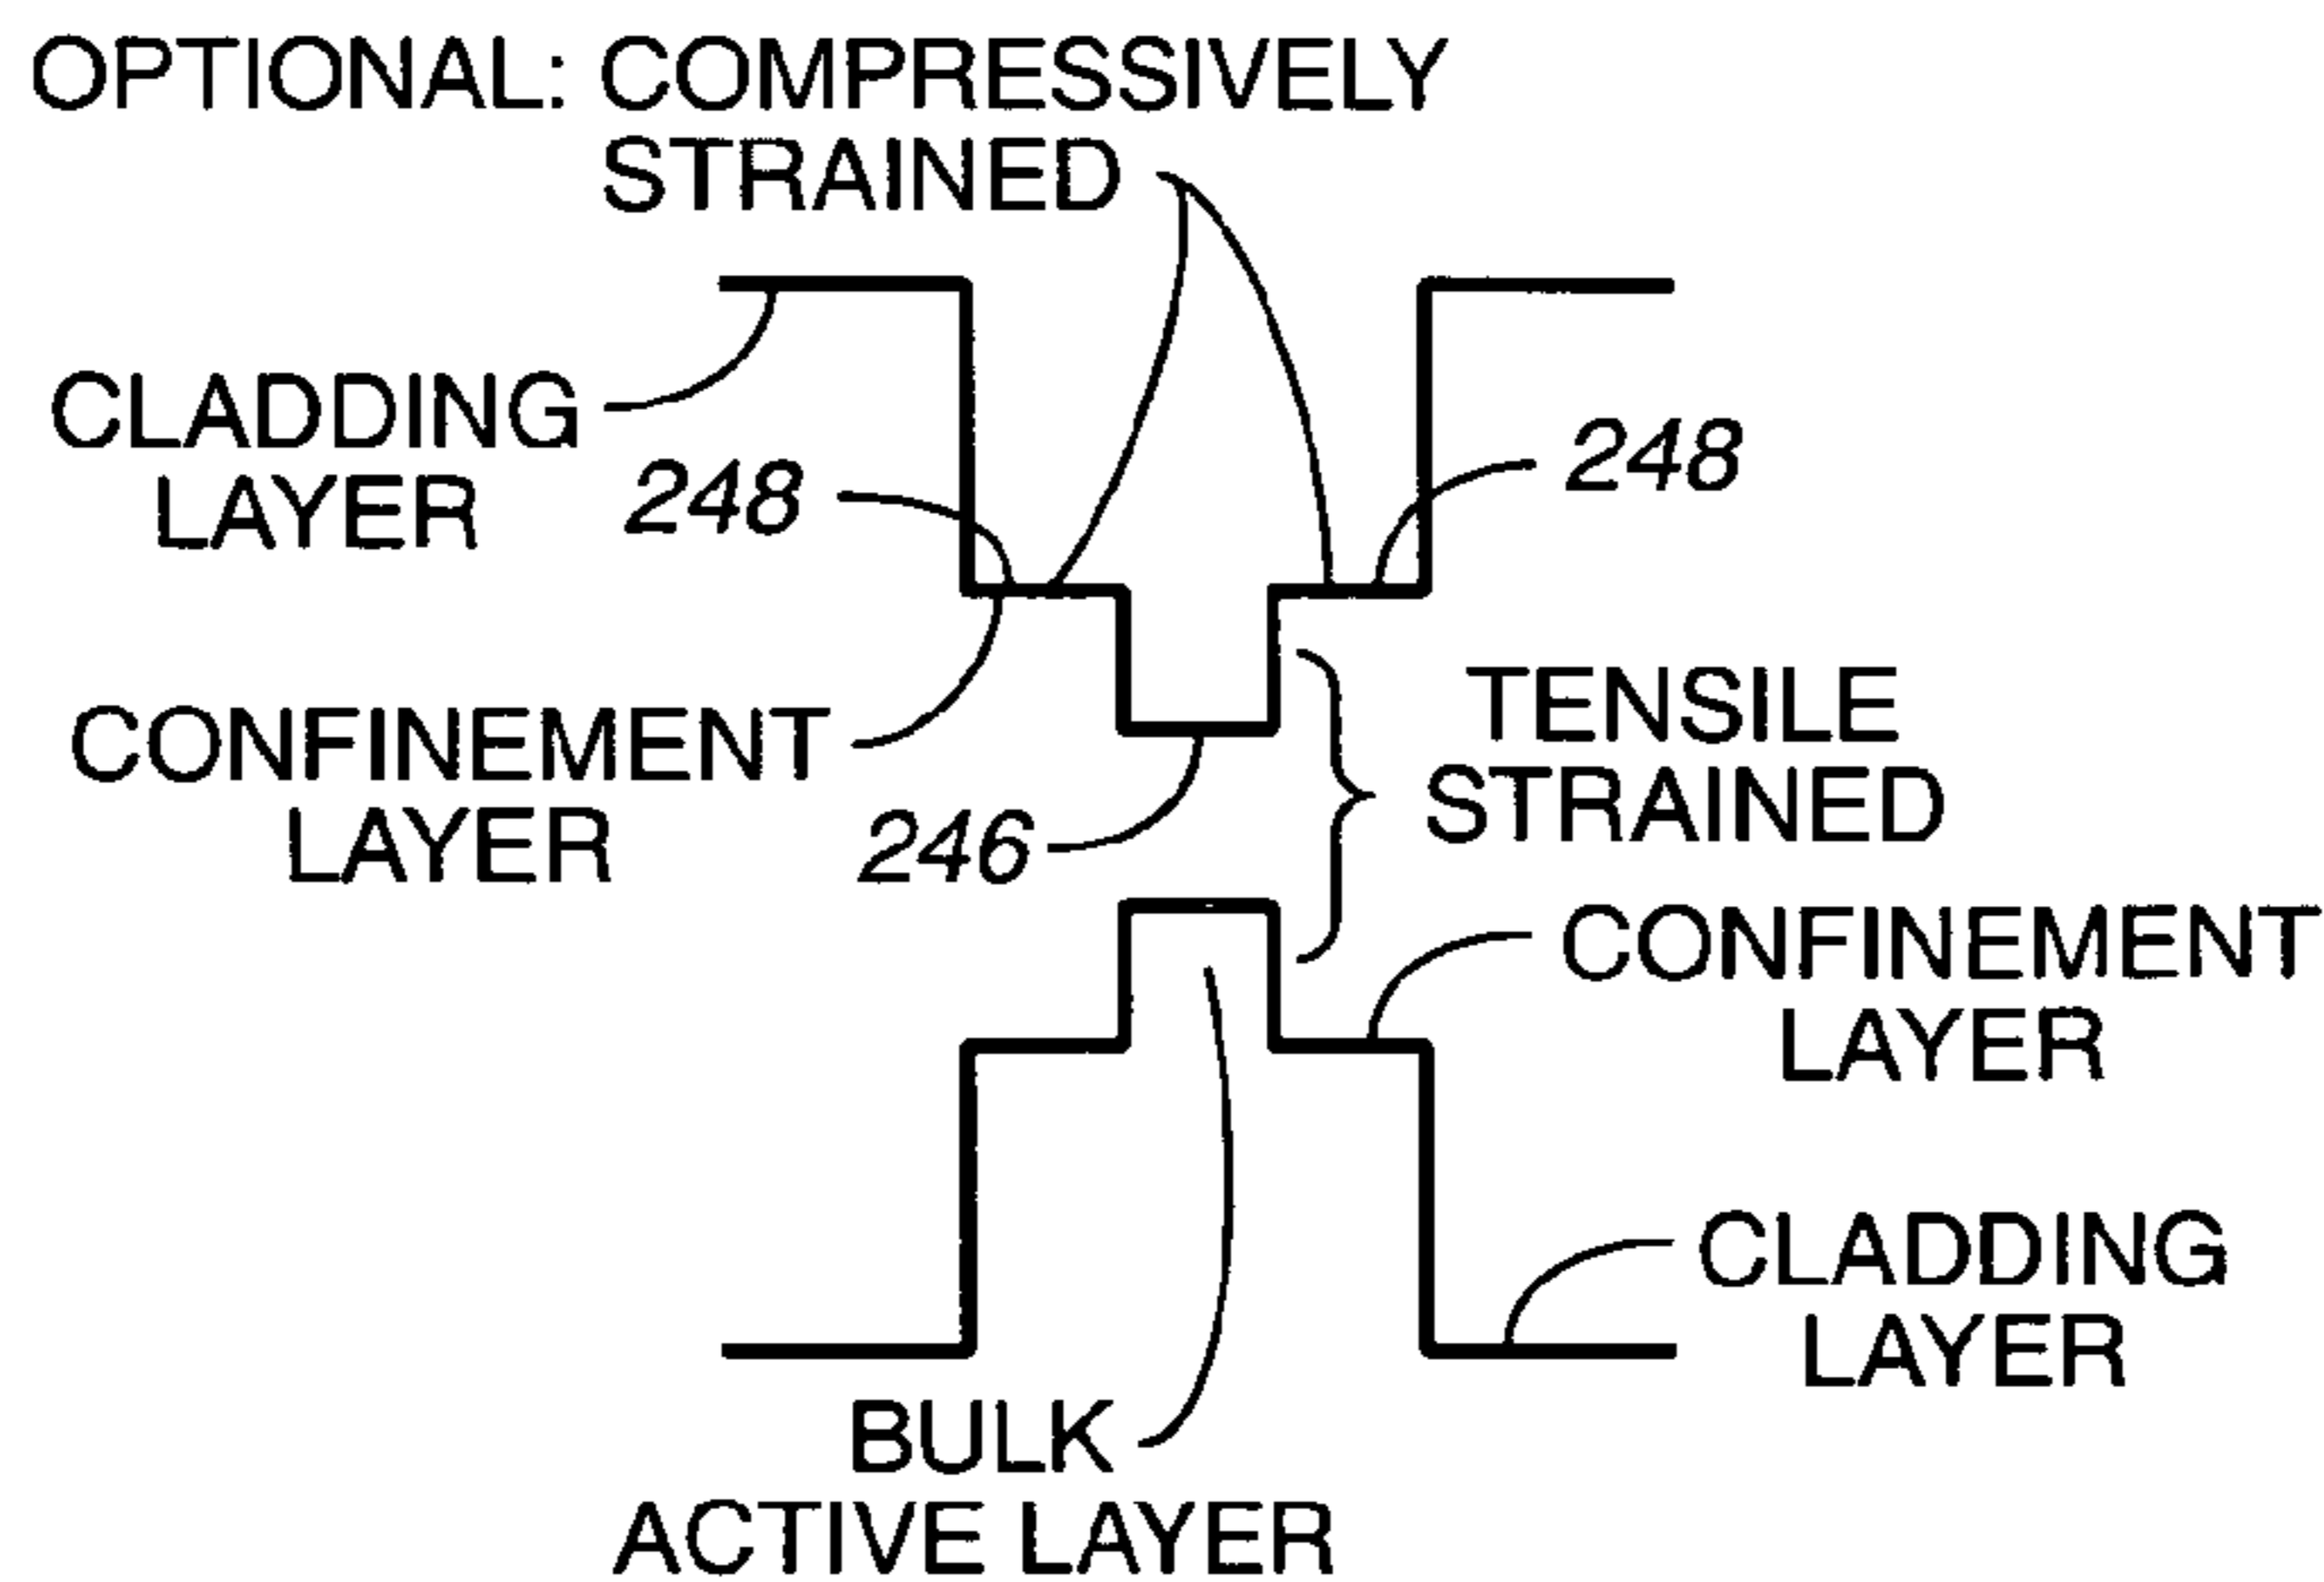 OPTIONAL: COMPRESSIVELY
STRAINED
CLADDING
LAYER
248
248
CONFINEMENT
LAYER
TENSILE
STRAINED
246
CONFINEMENT
LAYER
CLADDING
LAYER
BULK
ACTIVE LAYER